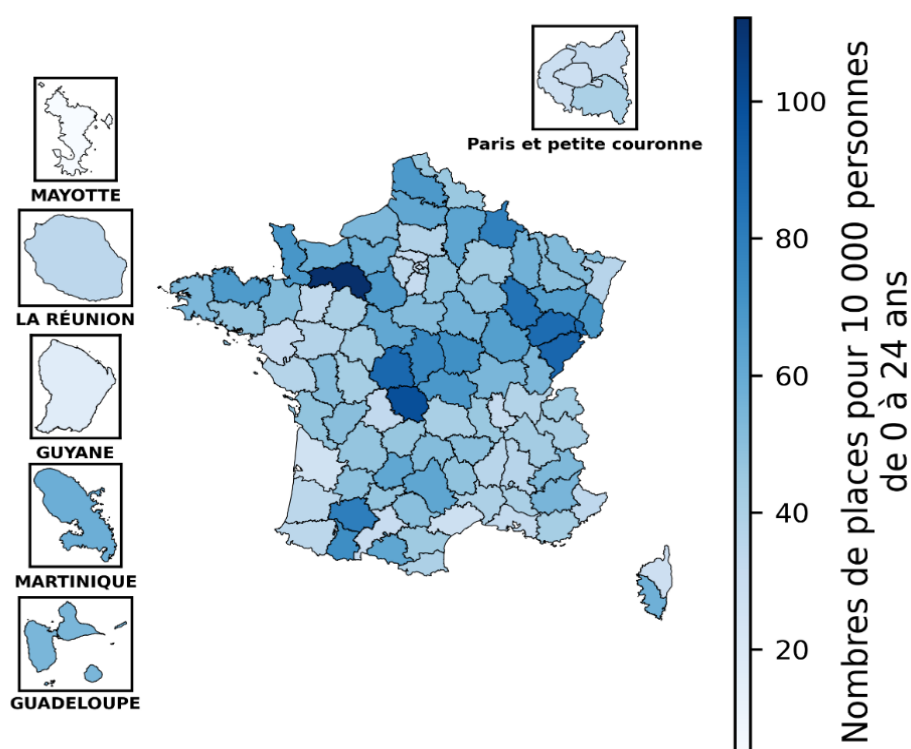 Paris et petite couronne
MAYOTTE
LA RÉUNION
GUYANE
MARTINIQUE
GUADELOUPE
100
80
60
40
20
Nombres de places pour 10 000 personnes
de 0 à 24 ans